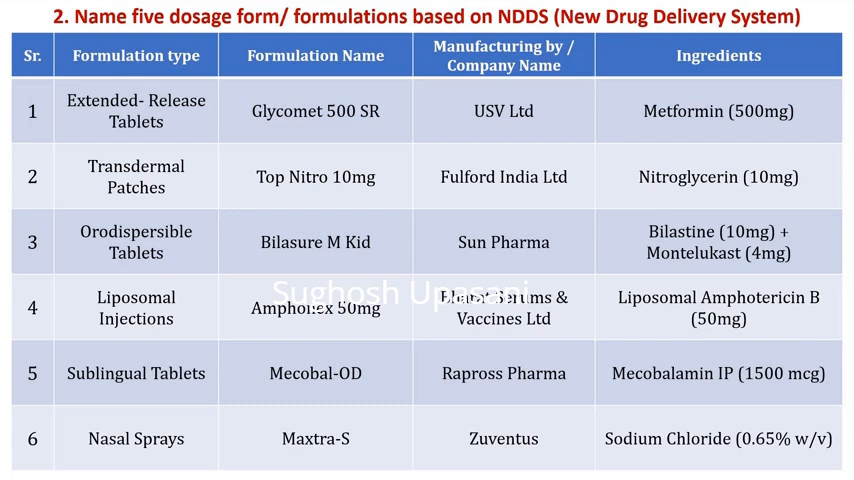 2. Name five dosage form/ formulations based on NDDS (New Drug Delivery System)
Sr. Formulation type Formulation Name Manufacturing by / Company Name Ingredients
1 Extended- Release Tablets Glycomet 500 SR USV Ltd Metformin (500mg)
2 Transdermal Patches Top Nitro 10mg Fulford India Ltd Nitroglycerin (10mg)
3 Orodispersible Tablets Bilasure M Kid Sun Pharma Bilastine (10mg) + Montelukast (4mg)
4 Liposomal Injections 50mg Serums & Vaccines Ltd Liposomal Amphotericin B (50mg)
Sughosh Upasani
5 Sublingual Tablets Mecobal-OD Rapross Pharma Mecobalamin IP (1500 mcg)
6 Nasal Sprays Maxtra-S Zuventus Sodium Chloride (0.65% w/v)